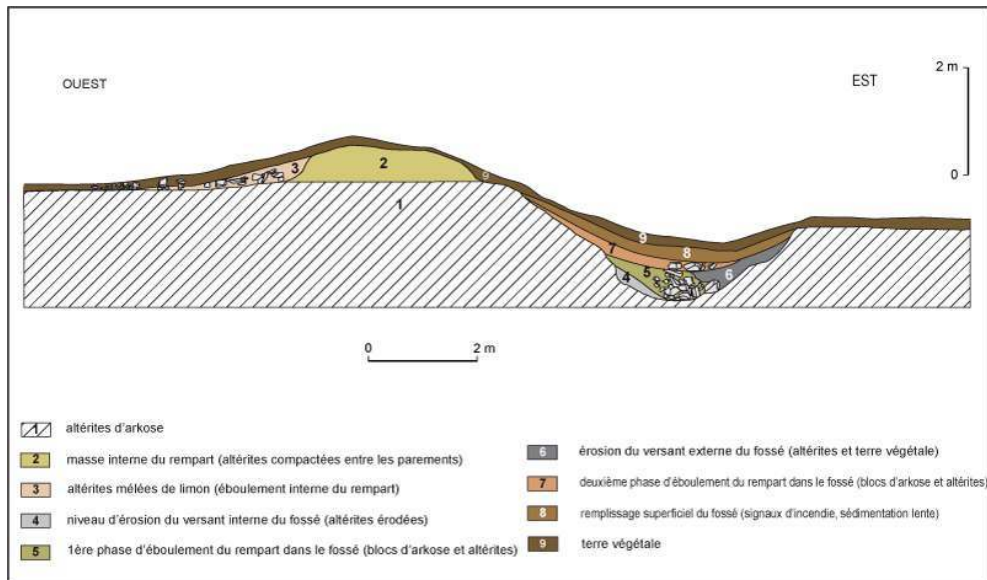 2 m
OUEST
EST
3
2
0
9
1
9
7
8
5
6
4
0 2 m
1 altérites d'arkose
2 masse interne du rempart (altérites compactées entre les parements)
3 altérites mélées de limon (éboulement interne du rempart)
4 niveau d'érosion du versant interne du fossé (altérites érodées)
5 1ère phase d'éboulement du rempart dans le fossé (blocs d'arkose et altérites)
6 érosion du versant externe du fossé (altérites et terre végétale)
7 deuxième phase d'éboulement du rempart dans le fossé (blocs d'arkose et altérites)
8 remplissage superficiel du fossé (signaux d'incendie, sédimentation lente)
9 terre végétale